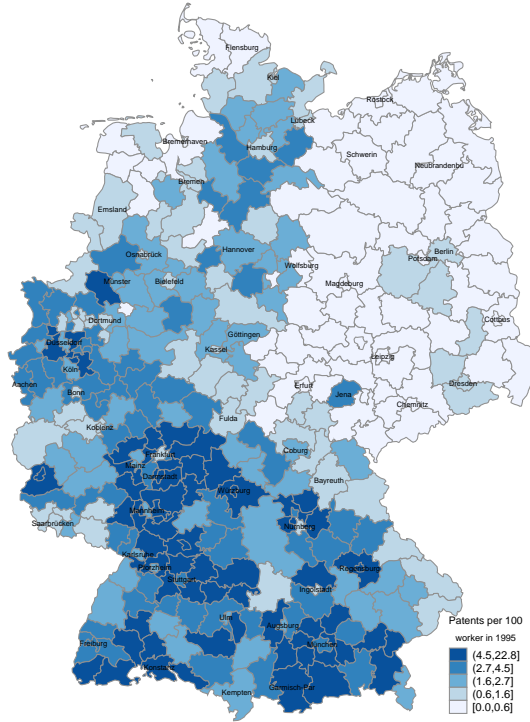 Flensburg
Kiel
Rostock
Lübeck
Bremerhaven
Hamburg
Schwerin
Neubrandenbu
Bremen
Emsland
Osnabrück
Hannover
Berlin
Potsdam
Wolfsburg
Münster
Bielefeld
Magdeburg
Dortmund
Cottbus
Göttingen
Düsseldorf
Kassel
Leipzig
Köln
Aachen
Erfurt
Dresden
Bonn
Jena
Chemnitz
Fulda
Koblenz
Coburg
Frankfurt
Mainz
Darmstadt
Bayreuth
Würzburg
Mannheim
Saarbrücken
Nürnberg
Karlsruhe
Pforzheim
Regensburg
Stuttgart
Ingolstadt
Ulm
Augsburg
Patents per 100
worker in 1995
Freiburg
München
(4.5,22.8]
Konstanz
(2.7,4.5]
Garmisch-Par
(1.6,2.7]
Kempten
(0.6,1.6]
[0.0,0.6]